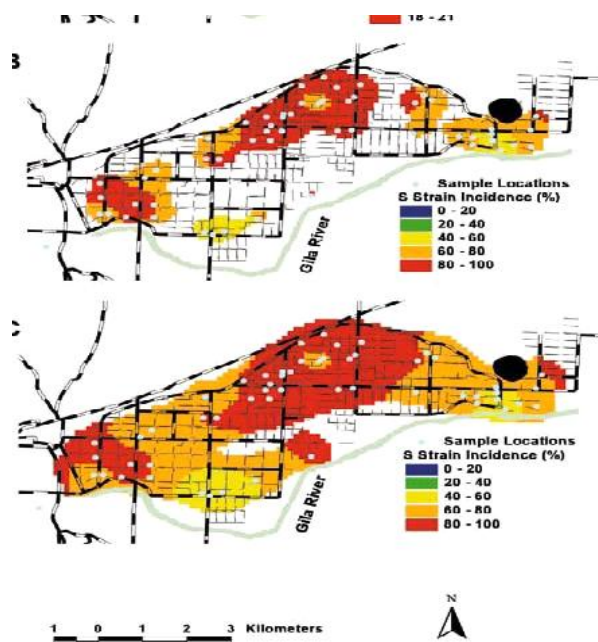 18 - 21
B
Gila River
Sample Locations
S Strain Incidence (%)
0 - 20
20 - 40
40 - 60
60 - 80
80 - 100
C
Gila River
Sample Locations
S Strain Incidence (%)
0 - 20
20 - 40
40 - 60
60 - 80
80 - 100
N
1 0 1 2 3 Kilometers